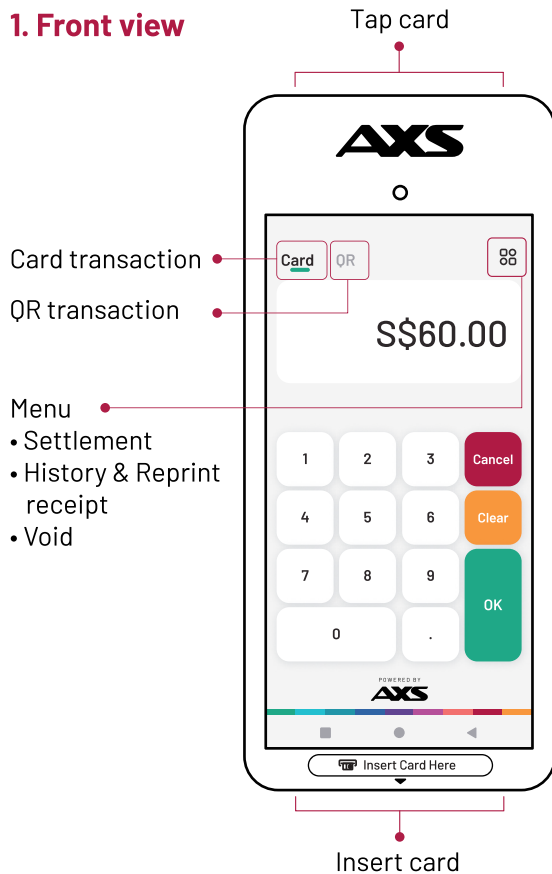 1. Front view
Tap card
AXS
Card transaction
QR transaction
Menu
• Settlement
• History & Reprint
receipt
• Void
Card QR
S$60.00
1 2 3 Cancel
4 5 6 Clear
7 8 9 OK
0 .
POWERED BY
AXS
Insert Card Here
Insert card